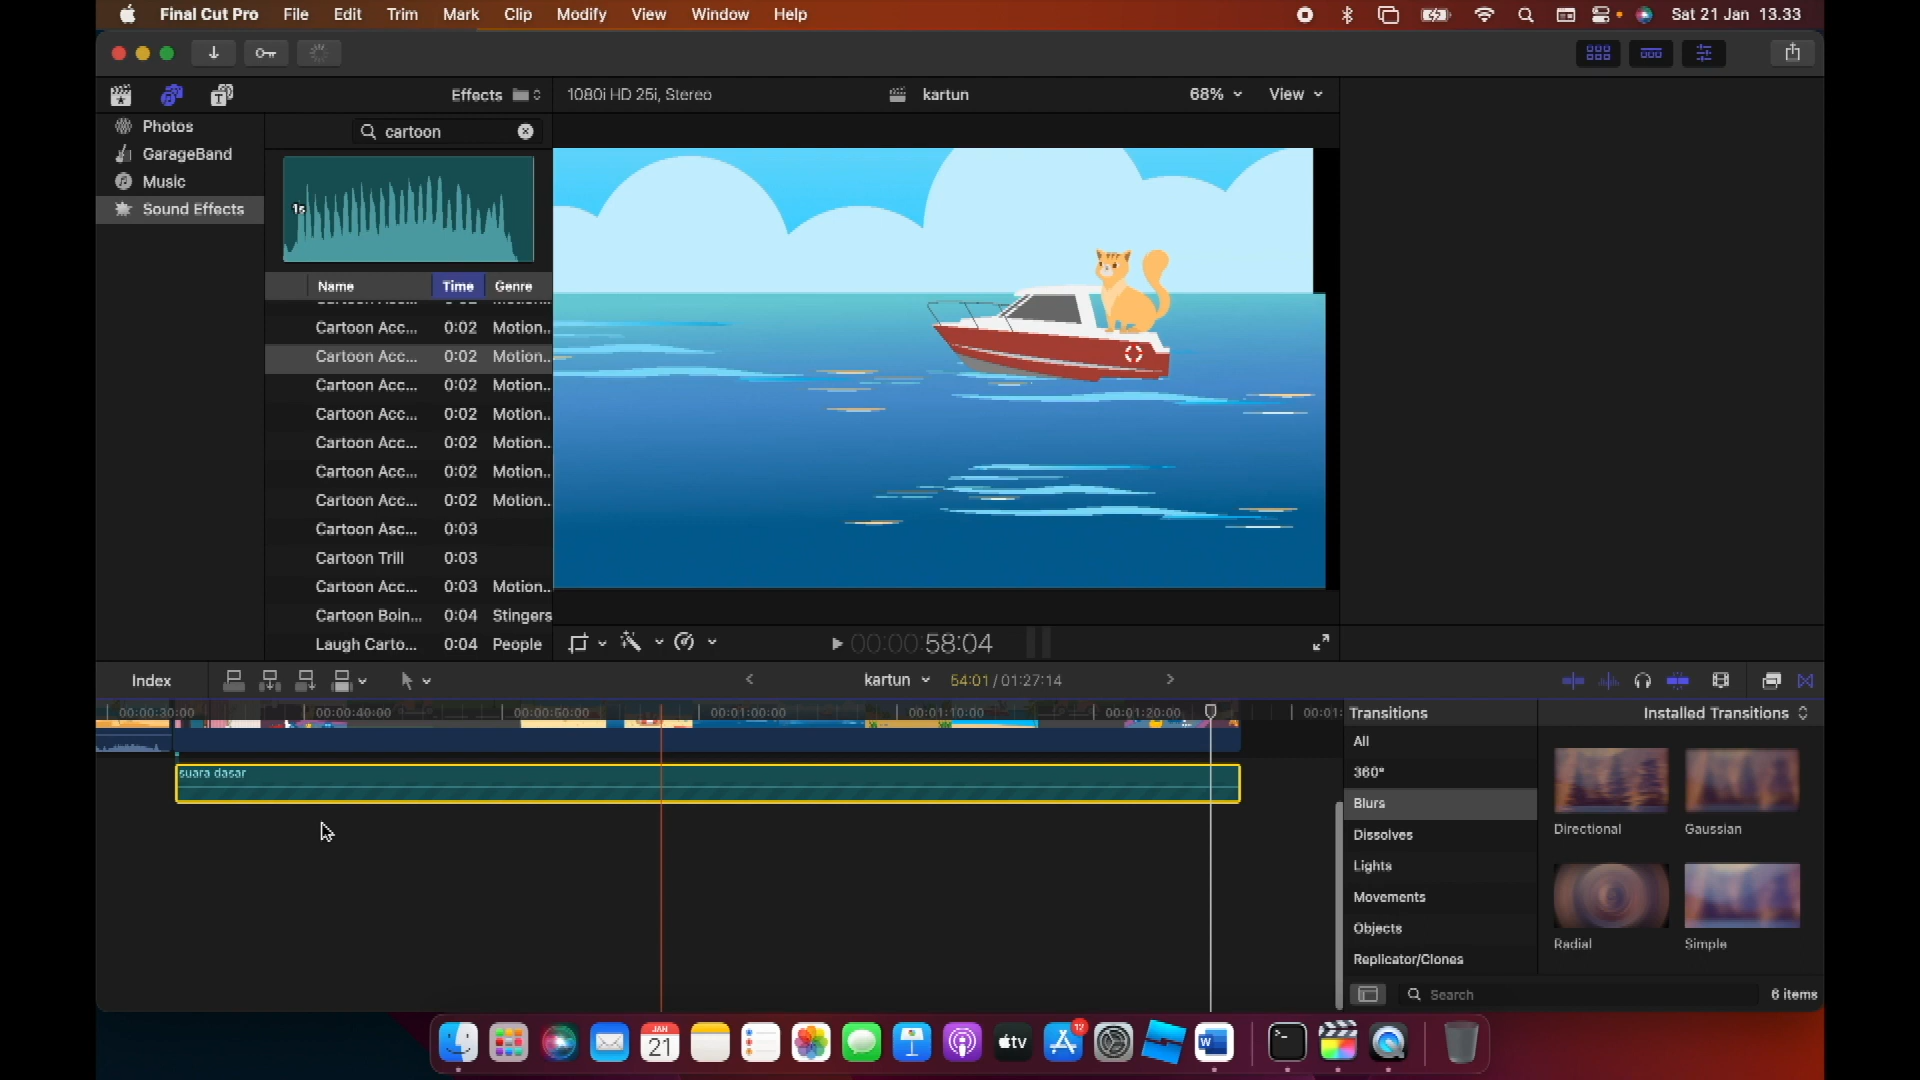 Final Cut Pro File Edit Trim Mark Clip Modify View Window Help Sat 21 Jan 13.33
Effects 1080i HD 25i, Stereo kartun 68% View
Photos
GarageBand
Music
Sound Effects
cartoon
1s
Name Time Genre
Cartoon Acc... 0:02 Motion..
Cartoon Acc... 0:02 Motion..
Cartoon Acc... 0:02 Motion..
Cartoon Acc... 0:02 Motion..
Cartoon Acc... 0:02 Motion..
Cartoon Acc... 0:02 Motion..
Cartoon Acc... 0:02 Motion..
Cartoon Asc... 0:03
Cartoon Trill 0:03
Cartoon Acc... 0:03 Motion..
Cartoon Boin... 0:04 Stingers
Laugh Carto... 0:04 People
00:00:58:04
Index kartun 54:01 / 01:27:14
00:00:30:00 00:00:40:00 00:00:50:00 00:01:00:00 00:01:10:00 00:01:20:00 00:01:
suara dasar
Transitions Installed Transitions
All
360°
Blurs
Dissolves
Lights
Movements
Objects
Replicator/Clones
Directional Gaussian
Radial Simple
Search 6 items
JAN
21
tv
17
W